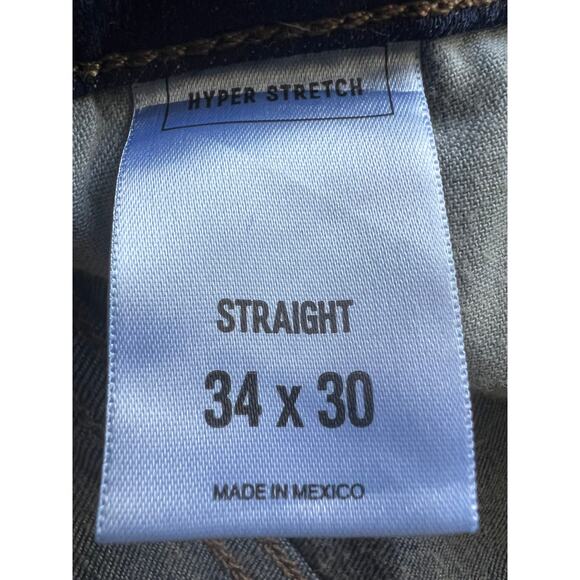 HYPER STRETCH
STRAIGHT
34 x 30
MADE IN MEXICO